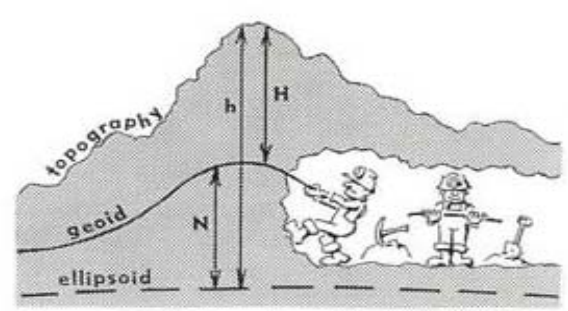 topography
h
H
geoid
N
ellipsoid